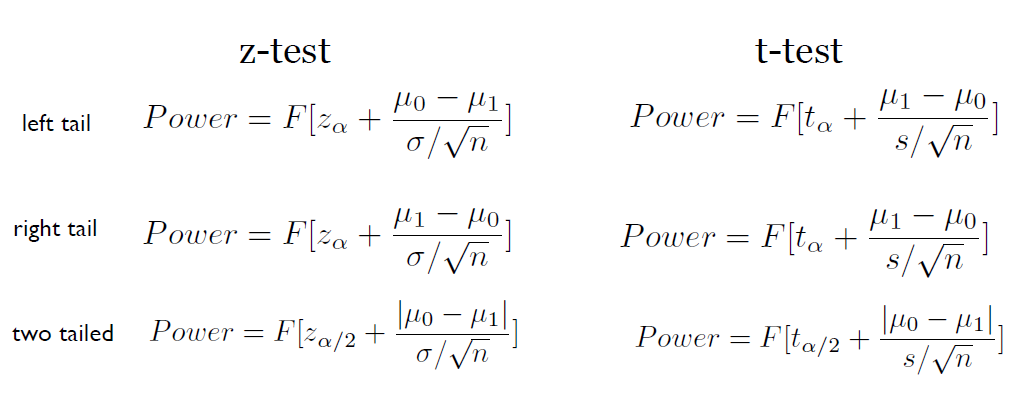 z-test t-test
left tail Power = F[z_α + (μ_0 − μ_1)/(σ/√n)] Power = F[t_α + (μ_1 − μ_0)/(s/√n)]
right tail Power = F[z_α + (μ_1 − μ_0)/(σ/√n)] Power = F[t_α + (μ_1 − μ_0)/(s/√n)]
two tailed Power = F[z_{α/2} + |μ_0 − μ_1|/(σ/√n)] Power = F[t_{α/2} + |μ_0 − μ_1|/(s/√n)]